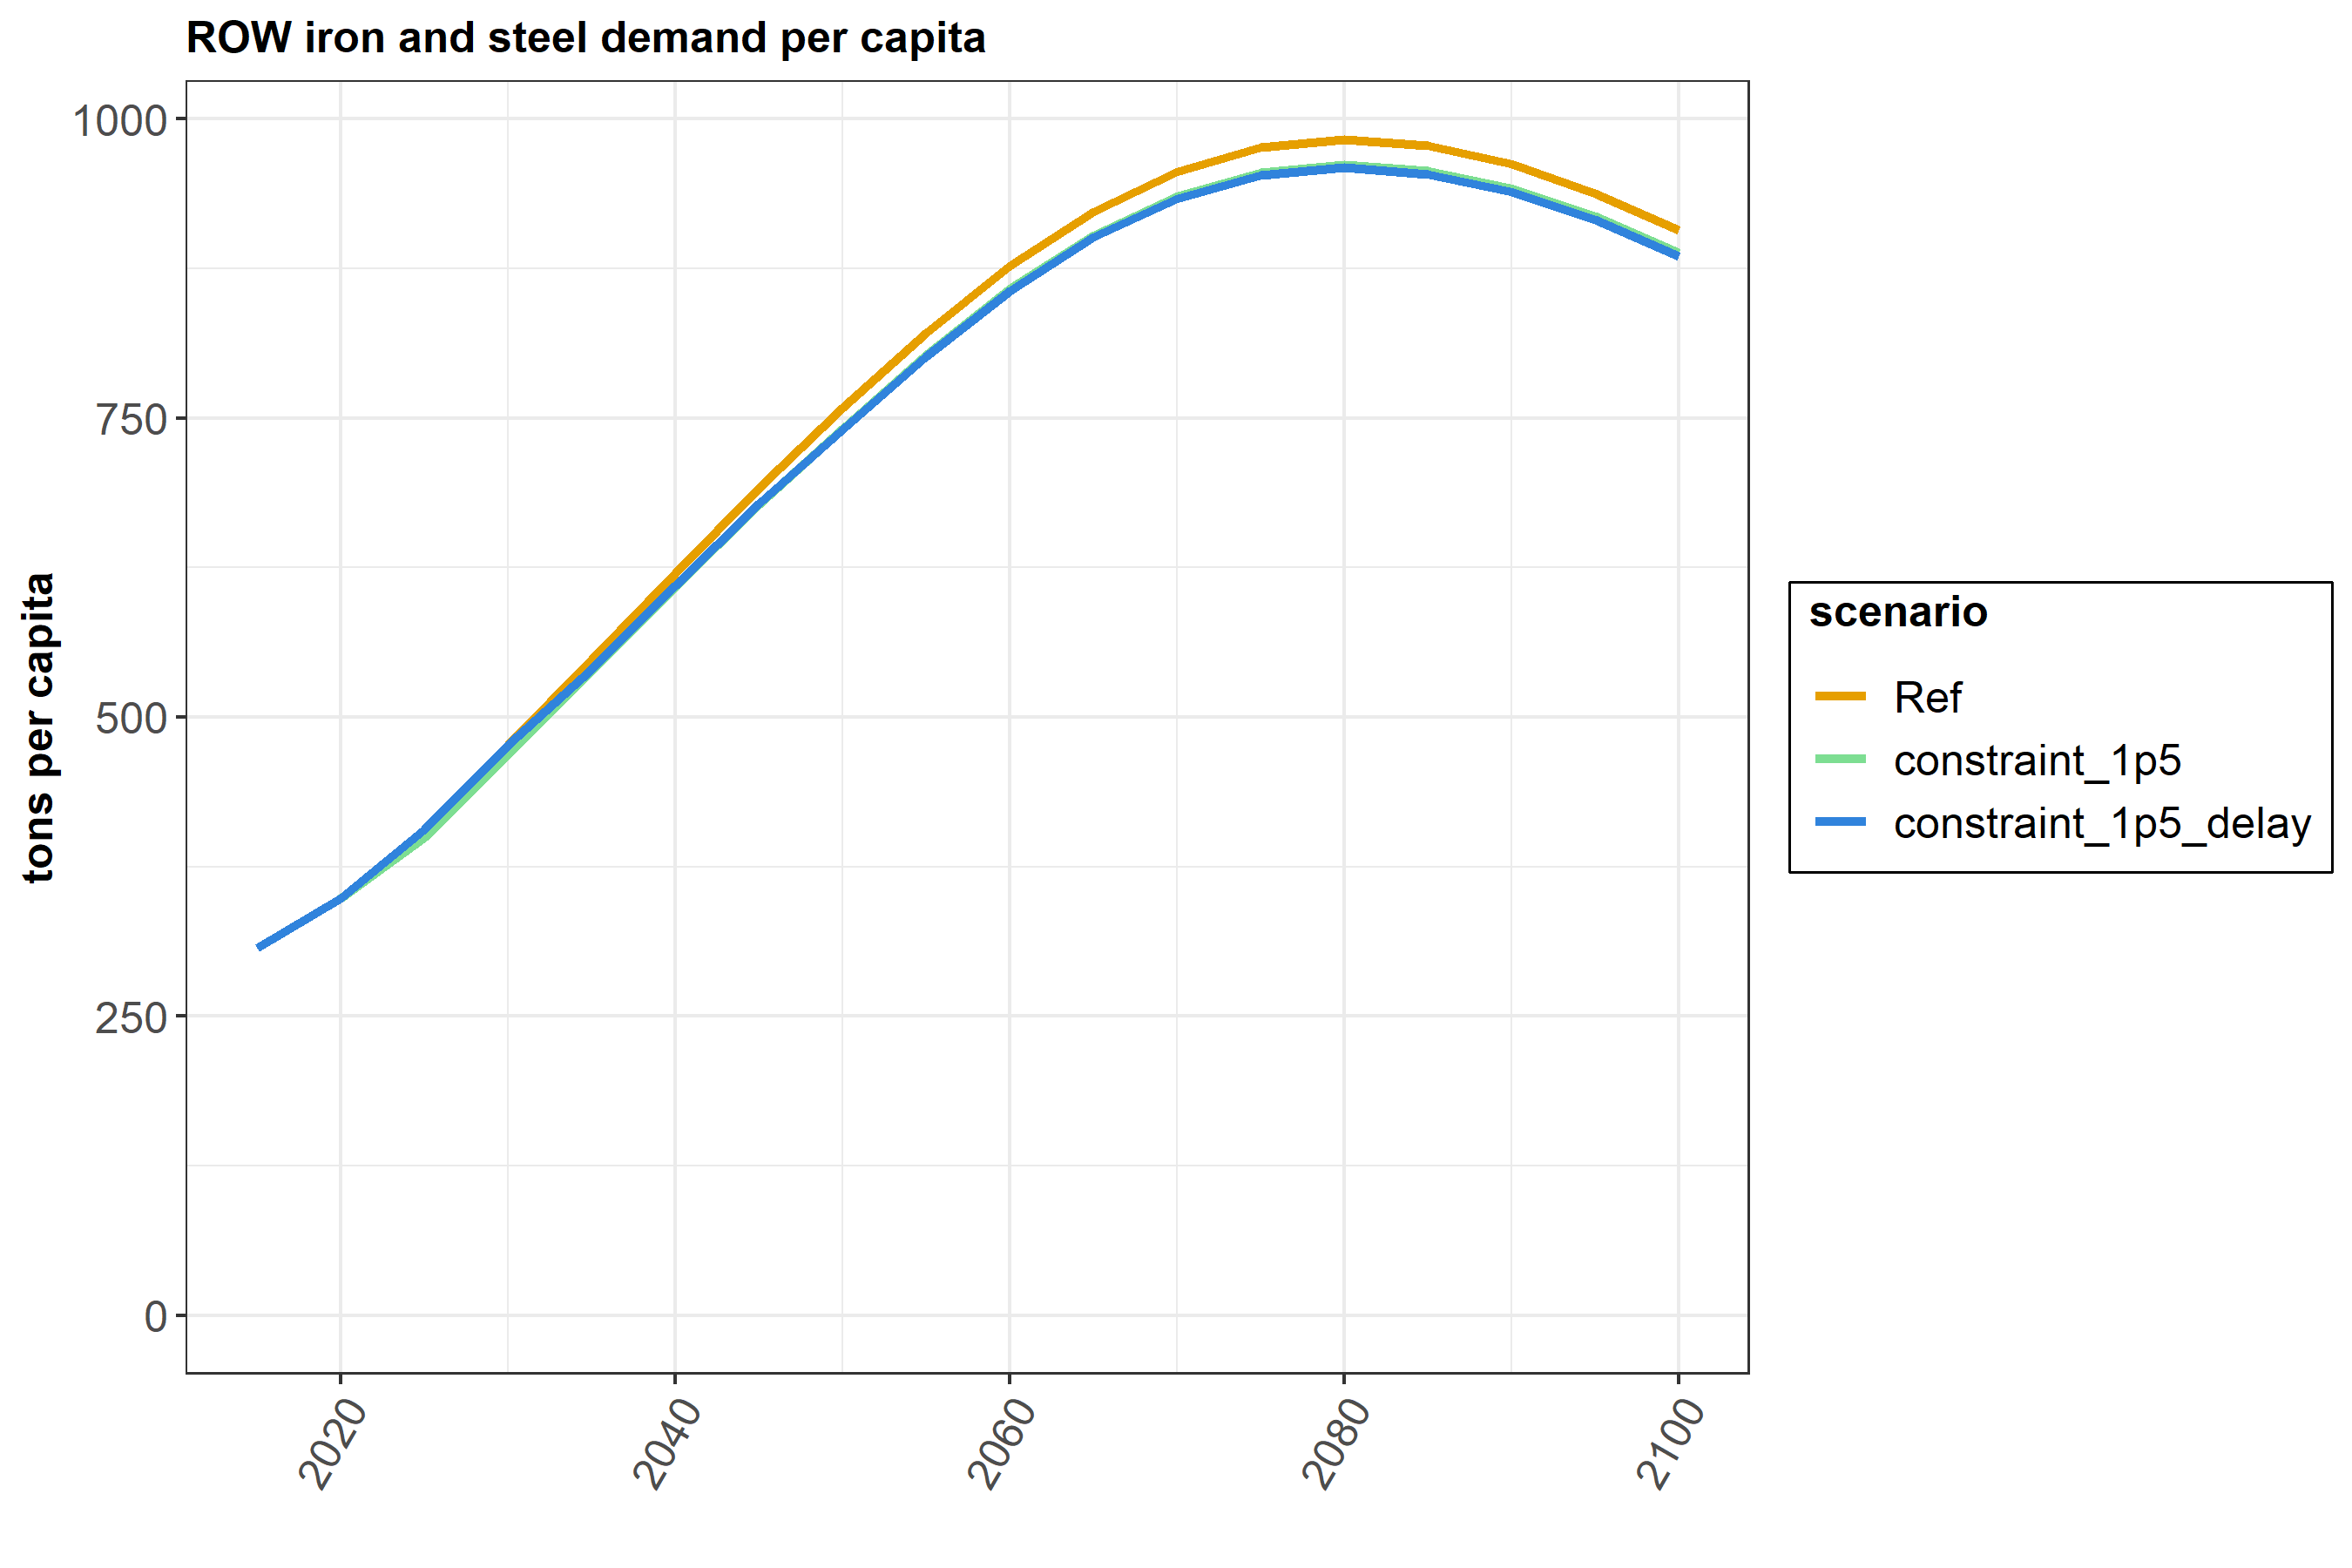 ROW iron and steel demand per capita
tons per capita
1000
750
500
250
0
2020
2040
2060
2080
2100
scenario
Ref
constraint_1p5
constraint_1p5_delay